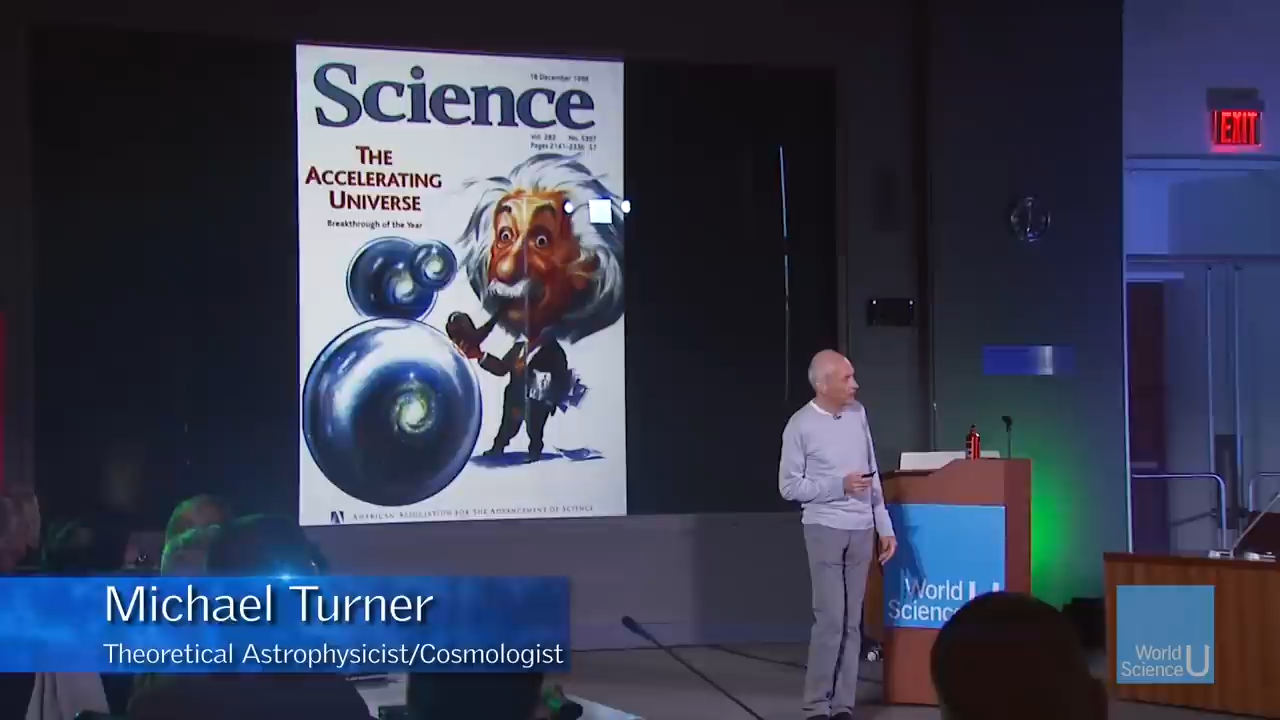 Science
18 December 1998
Vol. 282 No. 5397
Pages 2141–2336 $7
THE
ACCELERATING
UNIVERSE
Breakthrough of the Year
AMERICAN ASSOCIATION FOR THE ADVANCEMENT OF SCIENCE
EXIT
World
Science U
Michael Turner
Theoretical Astrophysicist/Cosmologist
World
Science U